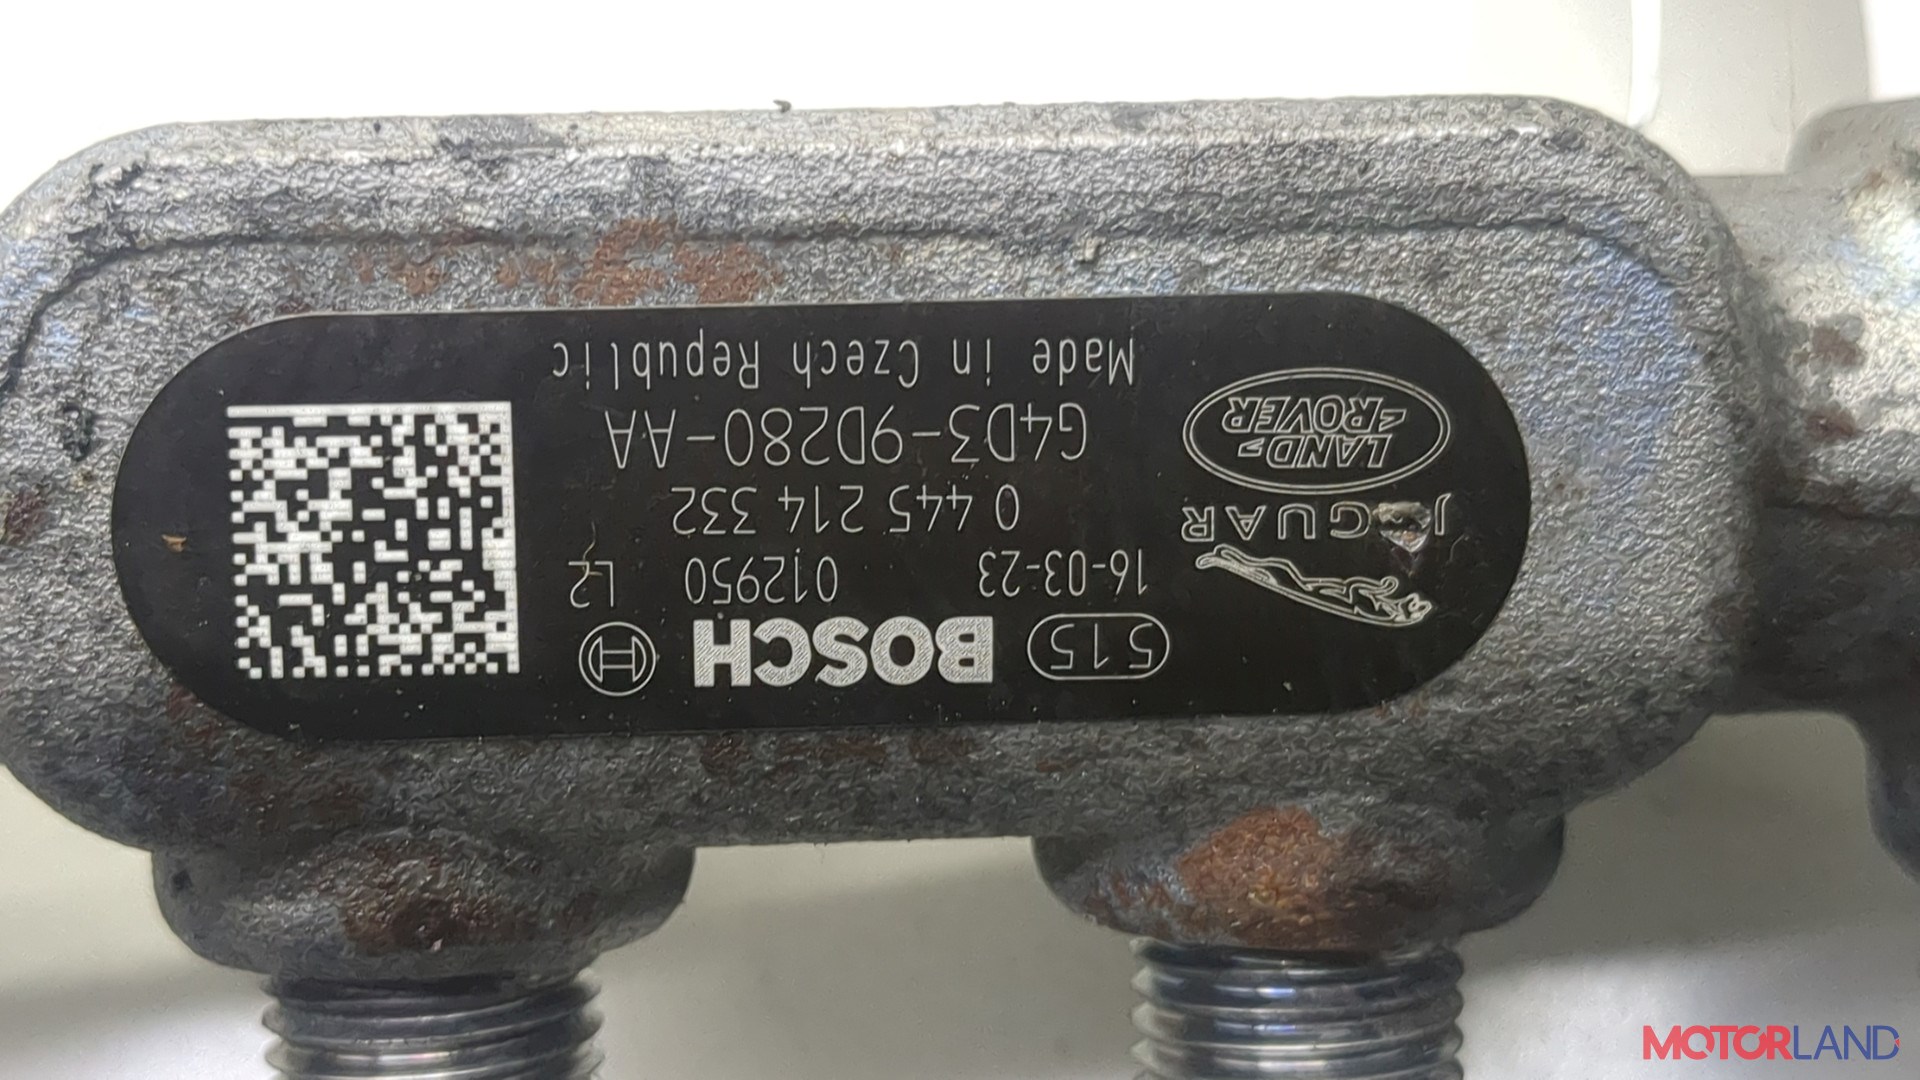 515 BOSCH
16-03-23 012950 L2
0 445 214 332
G4D3-9D280-AA
Made in Czech Republic
JAGUAR
LAND-
-ROVER
MOTORLAND